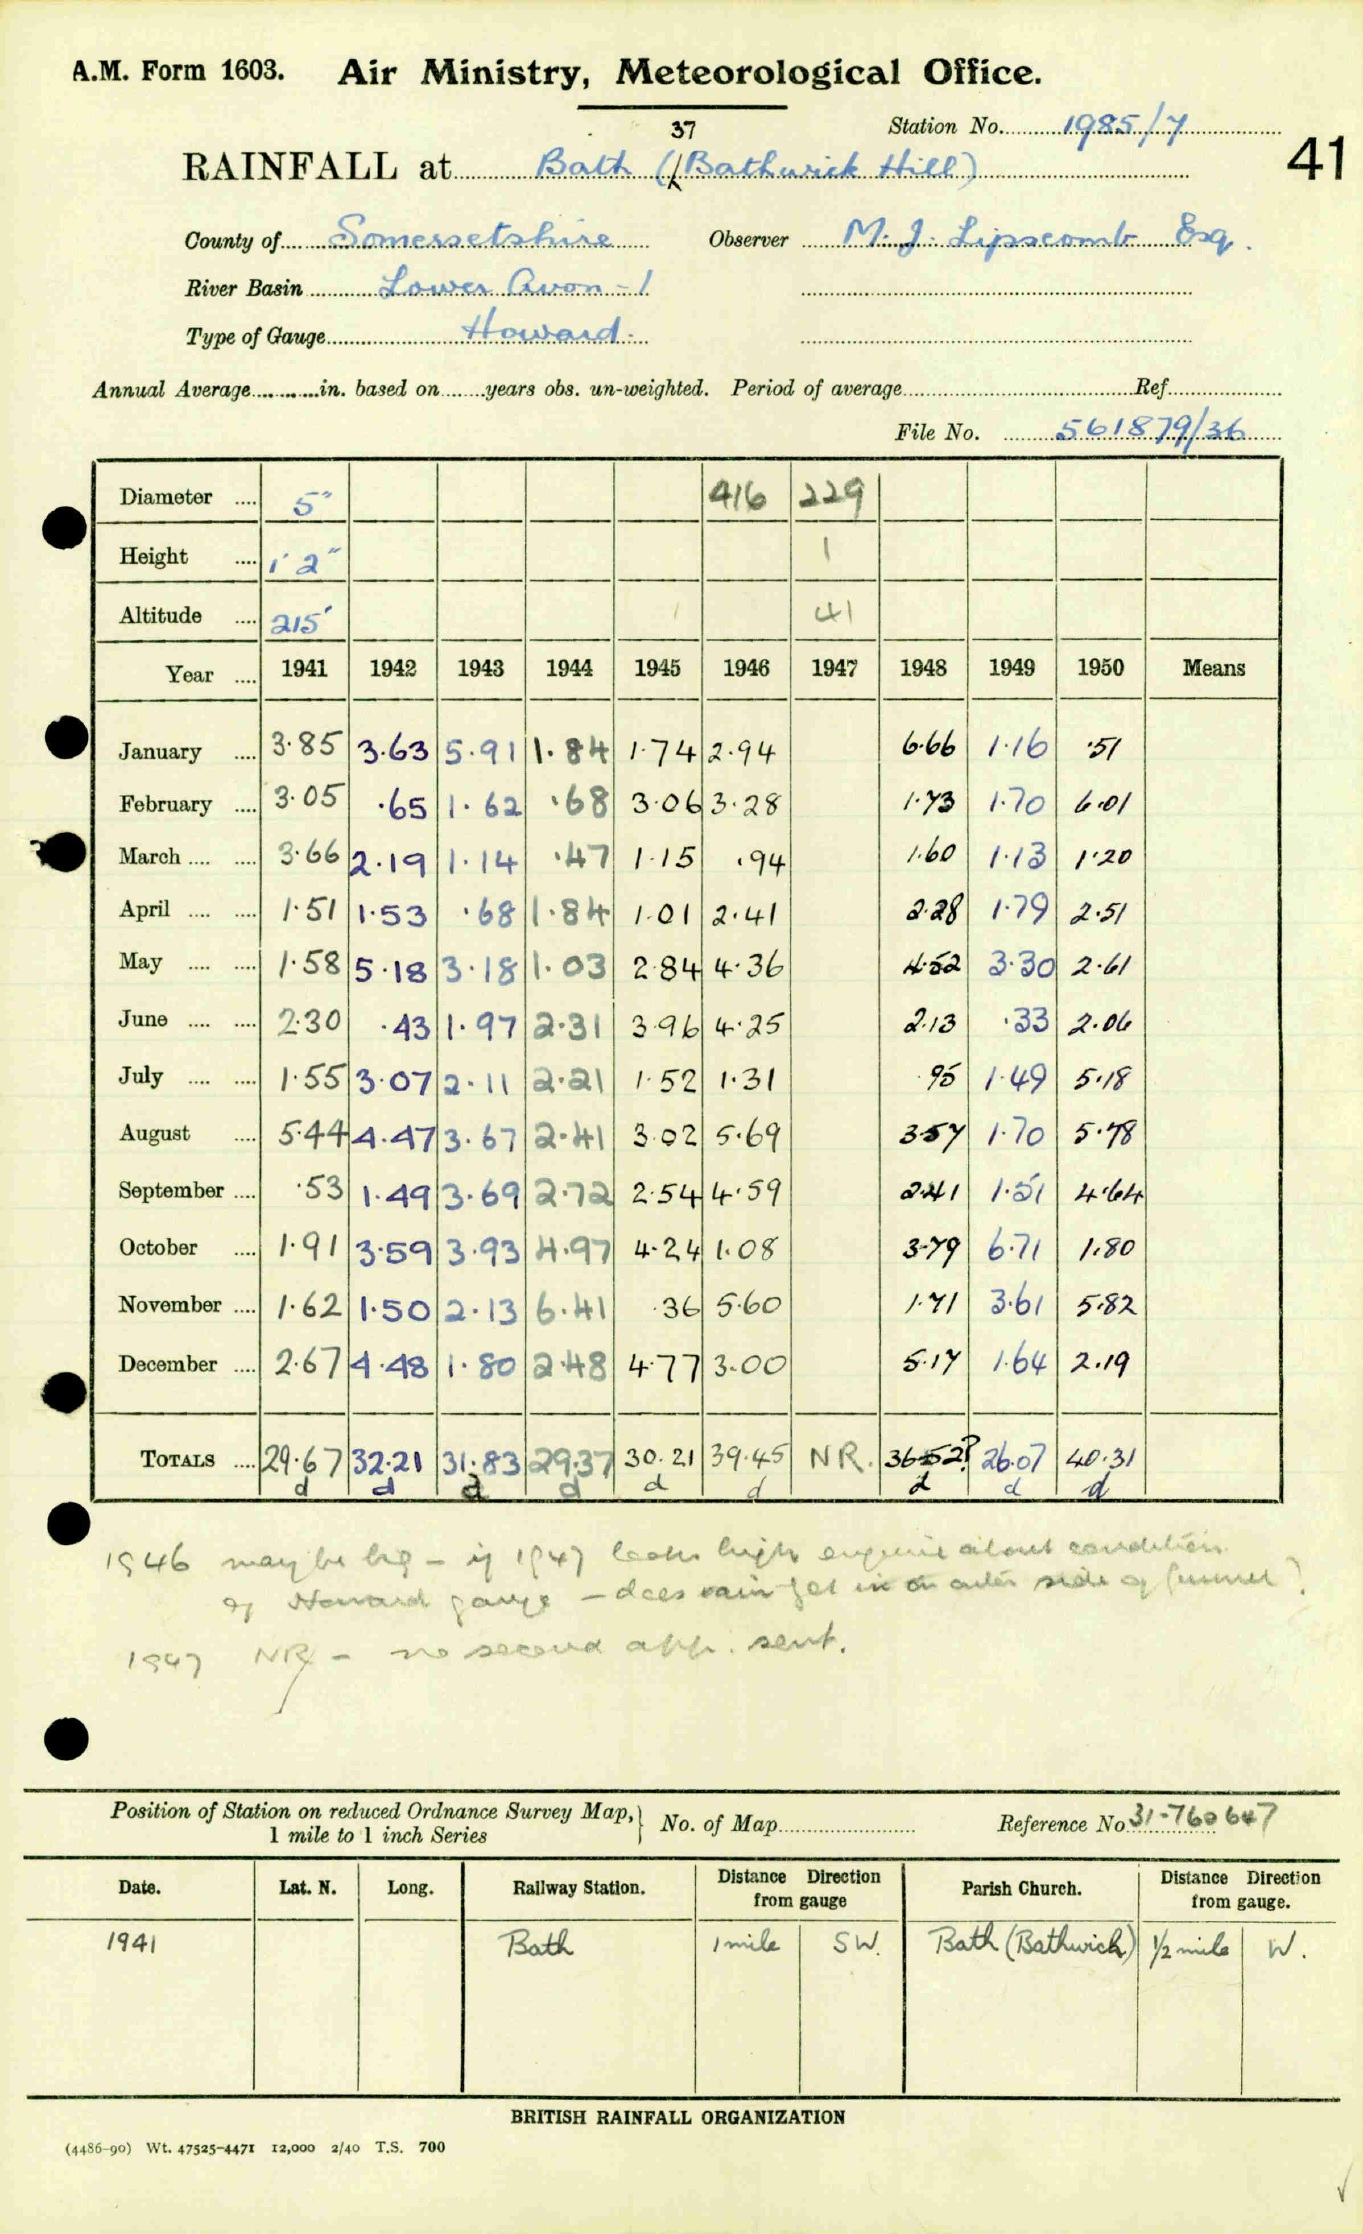 A.M. Form 1603. Air Ministry, Meteorological Office.
Station No. 1985/7
41
37
RAINFALL at Bath (Bathwick Hill)
County of Somersetshire Observer M. J. Lipscomb Esq.
River Basin Lower Avon - 1
Type of Gauge Howard.
Annual Average in. based on years obs. un-weighted. Period of average Ref.
File No. 561879/36
Diameter 5" 416 229
Height 1' 2" 1
Altitude 215' 41
Year 1941 1942 1943 1944 1945 1946 1947 1948 1949 1950 Means
January 3.85 3.63 5.91 1.84 1.74 2.94 6.66 1.16 .51
February 3.05 .65 1.62 .68 3.06 3.28 1.73 1.70 6.01
March 3.66 2.19 1.14 .47 1.15 .94 1.60 1.13 1.20
April 1.51 1.53 .68 1.84 1.01 2.41 2.28 1.79 2.51
May 1.58 5.18 3.18 1.03 2.84 4.36 4.52 3.30 2.61
June 2.30 .43 1.97 2.31 3.96 4.25 2.13 .33 2.06
July 1.55 3.07 2.11 2.21 1.52 1.31 .95 1.49 5.18
August 5.44 4.47 3.67 2.41 3.02 5.69 3.57 1.70 5.78
September .53 1.49 3.69 2.72 2.54 4.59 2.41 1.51 4.64
October 1.91 3.59 3.93 4.97 4.24 1.08 3.79 6.71 1.80
November 1.62 1.50 2.13 6.41 .36 5.60 1.71 3.61 5.82
December 2.67 4.48 1.80 2.48 4.77 3.00 5.17 1.64 2.19
TOTALS 29.67 32.21 31.83 29.37 30.21 39.45 NR. 36.52? 26.07 40.31
d d d d d d d d d
1946 may be big - if 1947 looks high enquire about condition
of Howard gauge - does rain get in on outer side of funnel?
1947 NR - no second app. sent.
Position of Station on reduced Ordnance Survey Map, No. of Map Reference No 31-760647
1 mile to 1 inch Series
Date. Lat. N. Long. Railway Station. Distance Direction from gauge Parish Church. Distance Direction from gauge.
1941 Bath 1 mile SW. Bath (Bathwick) 1/2 mile W.
BRITISH RAINFALL ORGANIZATION
(4486-90) Wt. 47525-4471 12,000 2/40 T.S. 700